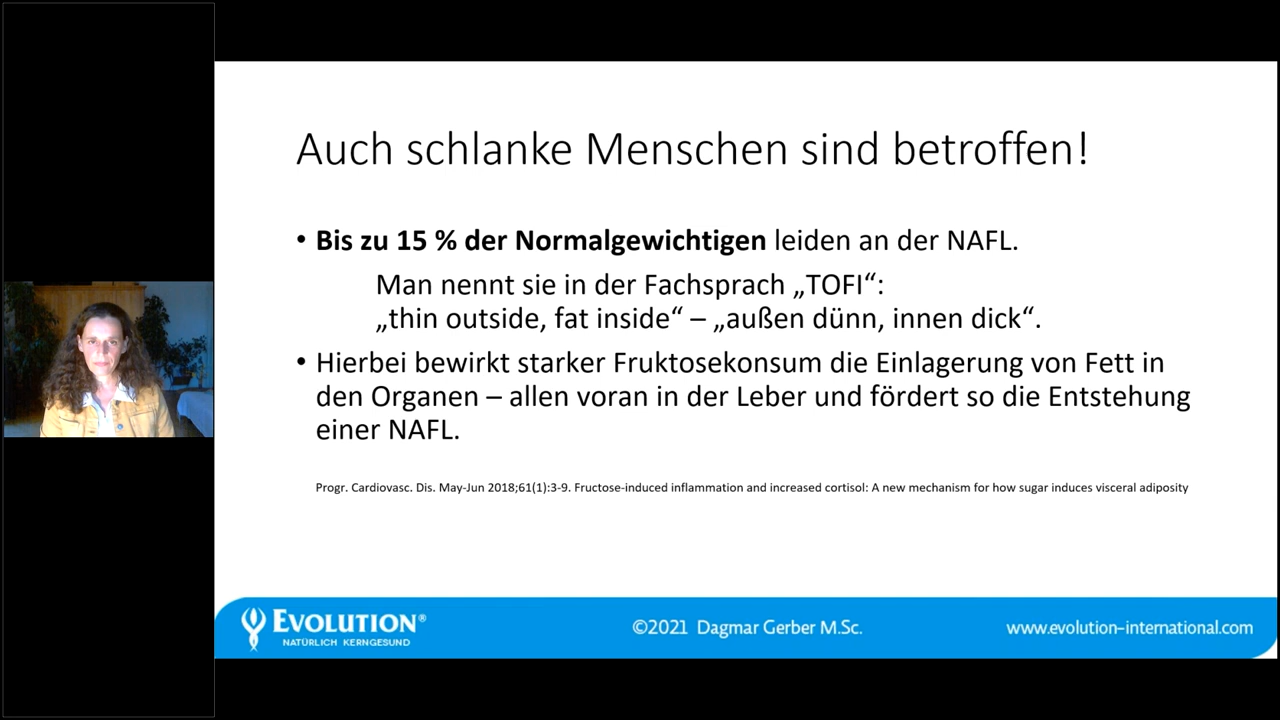 Auch schlanke Menschen sind betroffen!
• Bis zu 15 % der Normalgewichtigen leiden an der NAFL.
Man nennt sie in der Fachsprach „TOFI“:
„thin outside, fat inside“ – „außen dünn, innen dick“.
• Hierbei bewirkt starker Fruktosekonsum die Einlagerung von Fett in
den Organen – allen voran in der Leber und fördert so die Entstehung
einer NAFL.
Progr. Cardiovasc. Dis. May-Jun 2018;61(1):3-9. Fructose-induced inflammation and increased cortisol: A new mechanism for how sugar induces visceral adiposity
EVOLUTION®
NATÜRLICH KERNGESUND
©2021 Dagmar Gerber M.Sc.
www.evolution-international.com